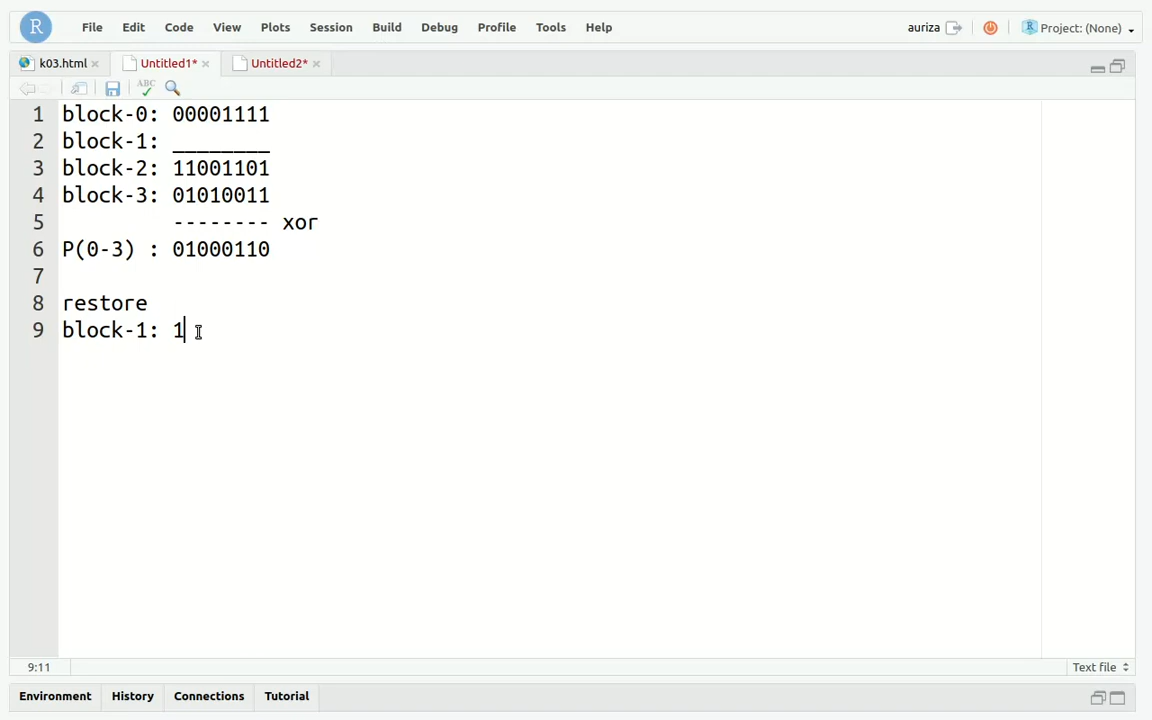 R File Edit Code View Plots Session Build Debug Profile Tools Help auriza Project: (None)
k03.html Untitled1* Untitled2*
ABC
1 block-0: 00001111
2 block-1: ________
3 block-2: 11001101
4 block-3: 01010011
5 -------- xor
6 P(0-3) : 01000110
7
8 restore
9 block-1: 1
9:11 Text file
Environment History Connections Tutorial